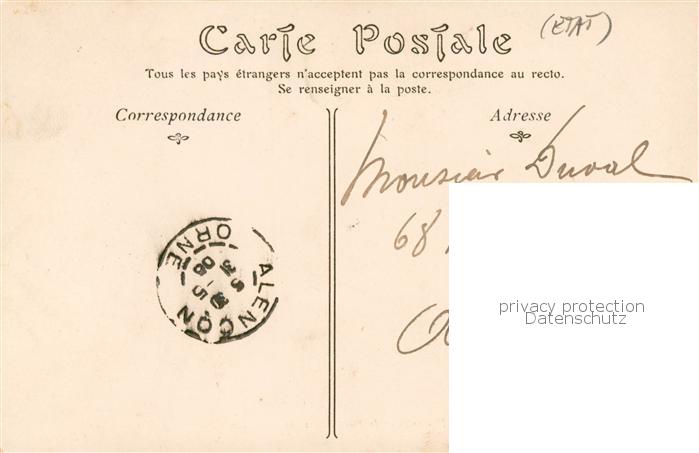 (ETAT)
Carte Postale
Tous les pays étrangers n'acceptent pas la correspondance au recto.
Se renseigner à la poste.
Correspondance
Adresse
Monsieur Duval
68
privacy protection
Datenschutz
ALENCON
ORNE